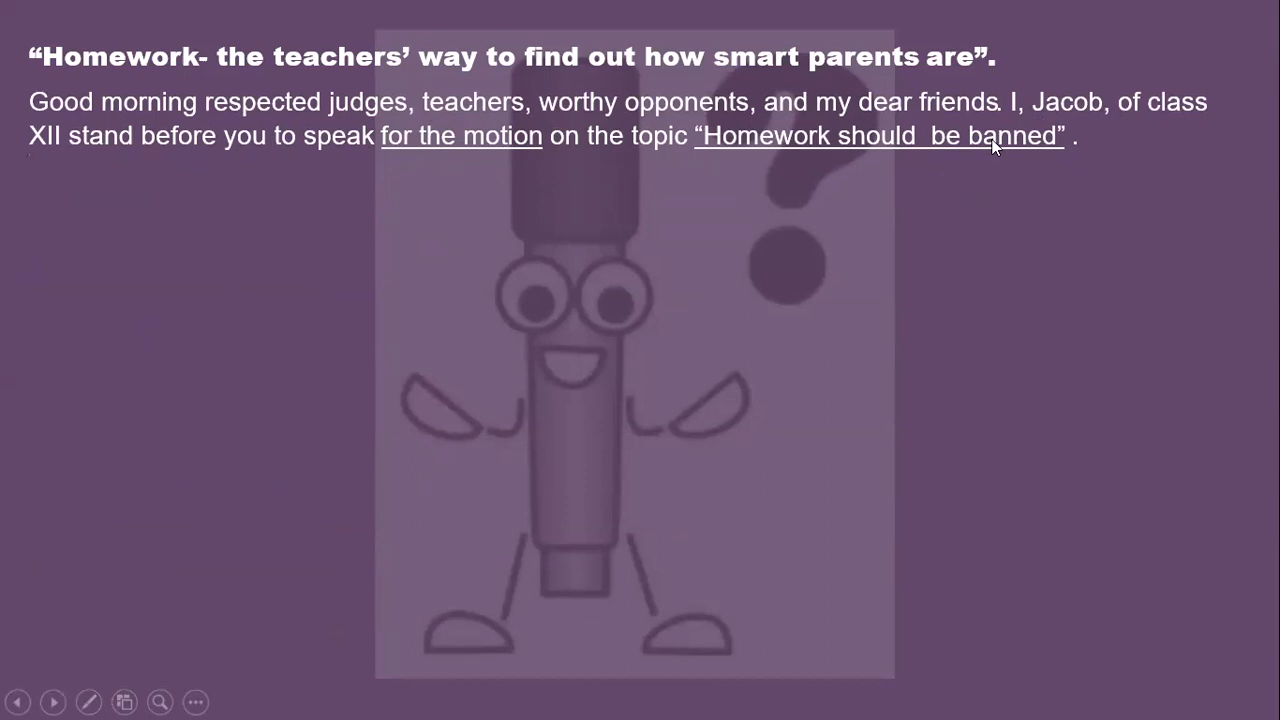 “Homework- the teachers’ way to find out how smart parents are”.
Good morning respected judges, teachers, worthy opponents, and my dear friends. I, Jacob, of class
XII stand before you to speak for the motion on the topic “Homework should  be banned” .